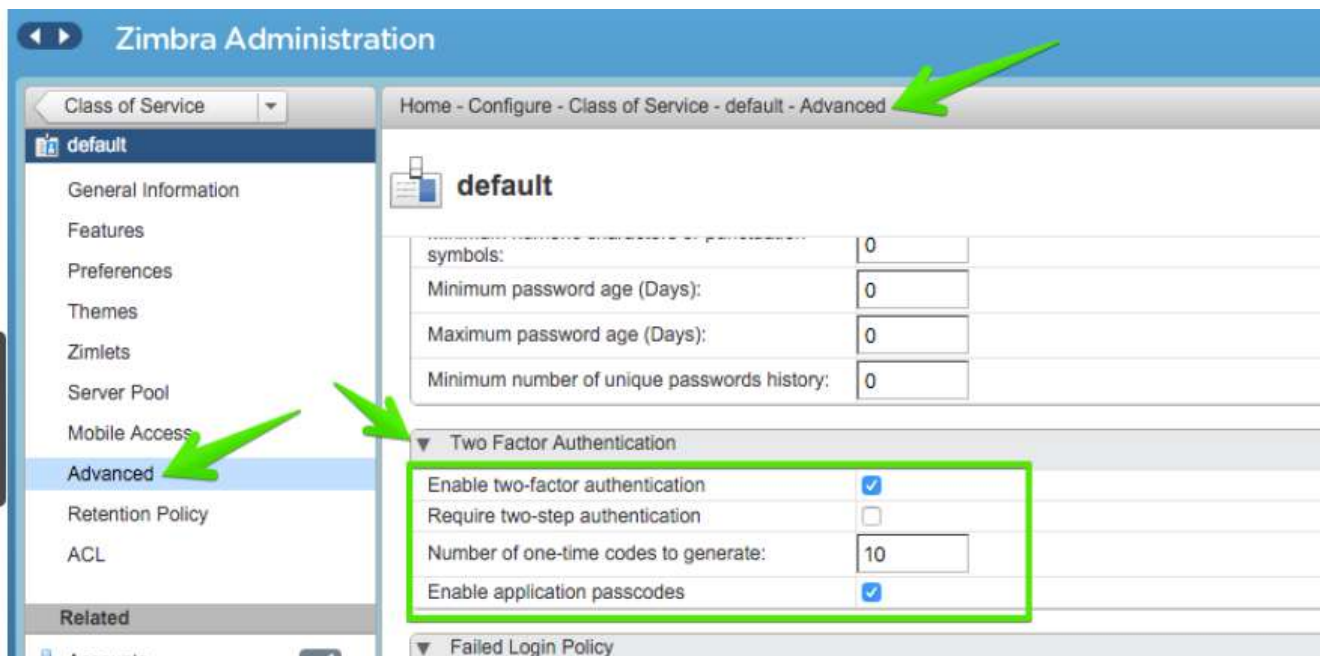 Zimbra Administration
Class of Service
default
General Information
Features
Preferences
Themes
Zimlets
Server Pool
Mobile Access
Advanced
Retention Policy
ACL
Related
Home - Configure - Class of Service - default - Advanced
default
symbols:
0
Minimum password age (Days):
0
Maximum password age (Days):
0
Minimum number of unique passwords history:
0
Two Factor Authentication
Enable two-factor authentication
Require two-step authentication
Number of one-time codes to generate:
10
Enable application passcodes
Failed Login Policy